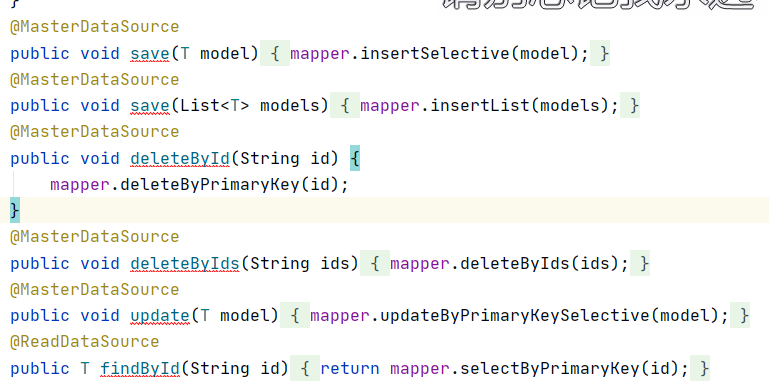 }
@MasterDataSource
public void save(T model) { mapper.insertSelective(model); }
@MasterDataSource
public void save(List<T> models) { mapper.insertList(models); }
@MasterDataSource
public void deleteById(String id) {
    mapper.deleteByPrimaryKey(id);
}
@MasterDataSource
public void deleteByIds(String ids) { mapper.deleteByIds(ids); }
@MasterDataSource
public void update(T model) { mapper.updateByPrimaryKeySelective(model); }
@ReadDataSource
public T findById(String id) { return mapper.selectByPrimaryKey(id); }